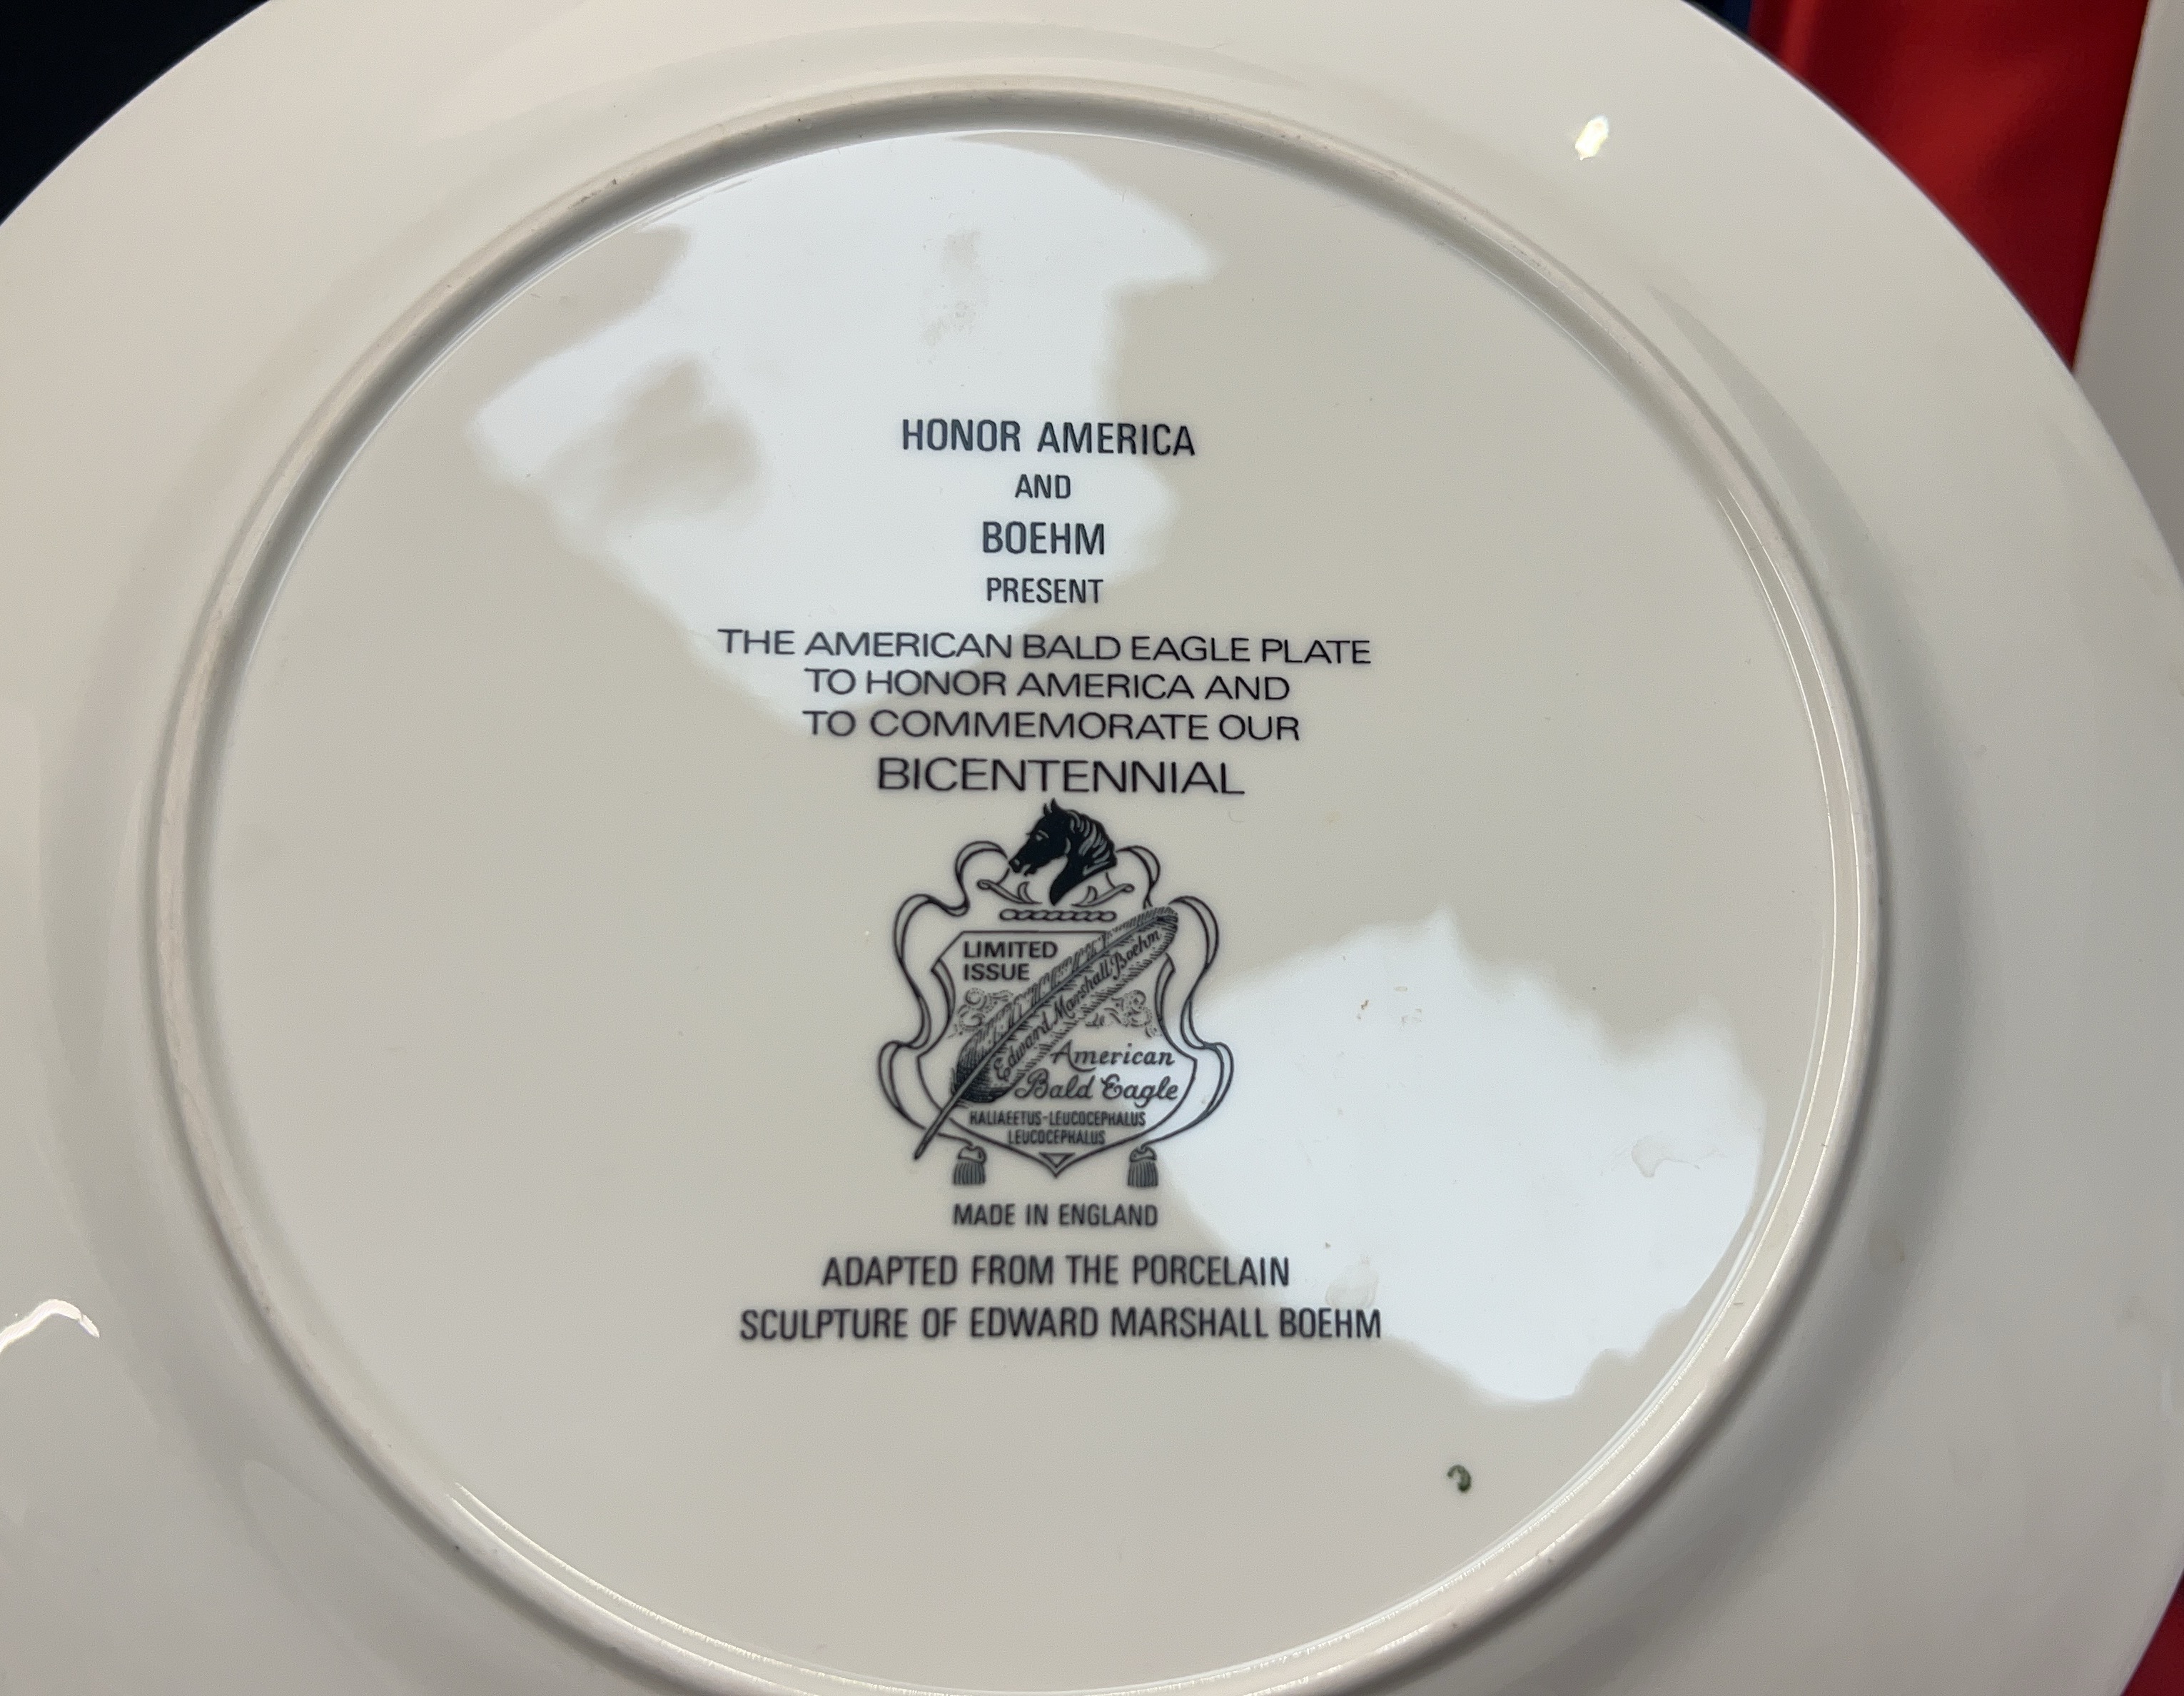 HONOR AMERICA
AND
BOEHM
PRESENT
THE AMERICAN BALD EAGLE PLATE
TO HONOR AMERICA AND
TO COMMEMORATE OUR
BICENTENNIAL
LIMITED
ISSUE
Edward Marshall Boehm
American
Bald Eagle
HALIAEETUS-LEUCOCEPHALUS
LEUCOCEPHALUS
MADE IN ENGLAND
ADAPTED FROM THE PORCELAIN
SCULPTURE OF EDWARD MARSHALL BOEHM